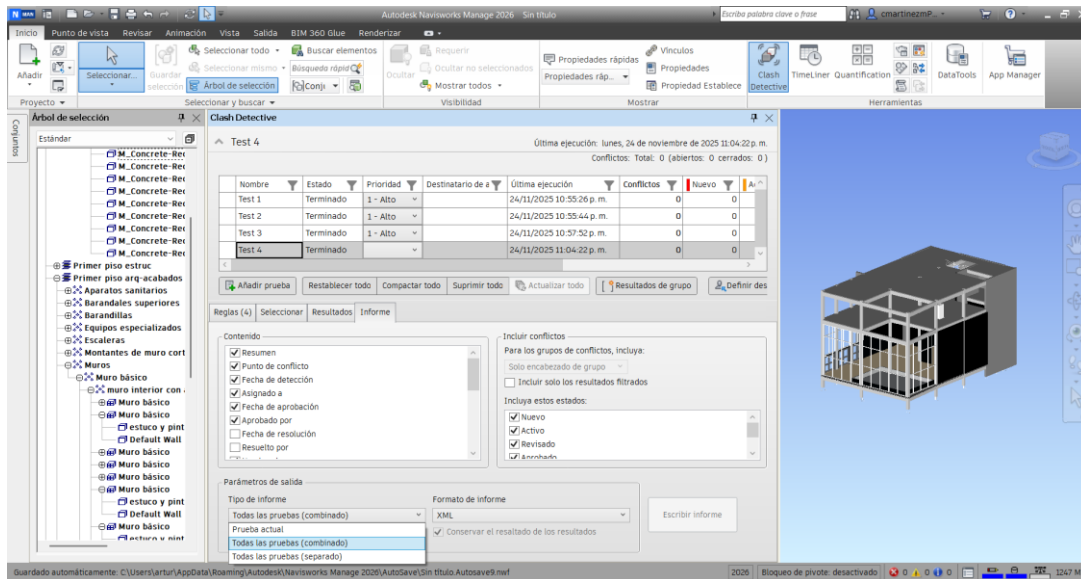 N MAN
Autodesk Navisworks Manage 2026 Sin título
Escriba palabra clave o frase
cmartinezmP...
Inicio Punto de vista Revisar Animación Vista Salida BIM 360 Glue Renderizar
Añadir
Proyecto
Seleccionar...
Guardar selección
Seleccionar todo
Seleccionar mismo
Árbol de selección
Buscar elementos
Búsqueda rápida
Conju
Seleccionar y buscar
Ocultar
Requerir
Ocultar no seleccionados
Mostrar todos
Visibilidad
Propiedades rápidas
Propiedades ráp...
Vínculos
Propiedades
Propiedad Establece
Mostrar
Clash Detective
TimeLiner
Quantification
DataTools
App Manager
Herramientas
Conjuntos
Árbol de selección
Estándar
M_Concrete-Rec
M_Concrete-Rec
M_Concrete-Rec
M_Concrete-Rec
M_Concrete-Rec
M_Concrete-Rec
M_Concrete-Rec
M_Concrete-Rec
M_Concrete-Rec
Primer piso estruc
Primer piso arq-acabados
Aparatos sanitarios
Barandales superiores
Barandillas
Equipos especializados
Escaleras
Montantes de muro cort
Muros
Muro básico
muro interior con
Muro básico
Muro básico
estuco y pint
Default Wall
Muro básico
Muro básico
Muro básico
Muro básico
estuco y pint
Default Wall
Muro básico
estuco y pint
Clash Detective
Test 4
Última ejecución: lunes, 24 de noviembre de 2025 11:04:22 p. m.
Conflictos: Total: 0 (abiertos: 0 cerrados: 0)
Nombre Estado Prioridad Destinatario de a Última ejecución Conflictos Nuevo Ac
Test 1 Terminado 1 - Alto 24/11/2025 10:55:26 p. m. 0 0
Test 2 Terminado 1 - Alto 24/11/2025 10:55:44 p. m. 0 0
Test 3 Terminado 1 - Alto 24/11/2025 10:57:52 p. m. 0 0
Test 4 Terminado 24/11/2025 11:04:22 p. m. 0 0
Añadir prueba Restablecer todo Compactar todo Suprimir todo Actualizar todo Resultados de grupo Definir des
Reglas (4) Seleccionar Resultados Informe
Contenido
Resumen
Punto de conflicto
Fecha de detección
Asignado a
Fecha de aprobación
Aprobado por
Fecha de resolución
Resuelto por
Incluir conflictos
Para los grupos de conflictos, incluya:
Solo encabezado de grupo
Incluir solo los resultados filtrados
Incluya estos estados:
Nuevo
Activo
Revisado
Aprobado
Parámetros de salida
Tipo de informe
Todas las pruebas (combinado)
Prueba actual
Todas las pruebas (combinado)
Todas las pruebas (separado)
Formato de informe
XML
Conservar el resaltado de los resultados
Escribir informe
Guardado automáticamente: C:\Users\artur\AppData\Roaming\Autodesk\Navisworks Manage 2026\AutoSave\Sin título.Autosave9.nwf
2026 Bloqueo de pivote: desactivado 0 0 0 1247 M